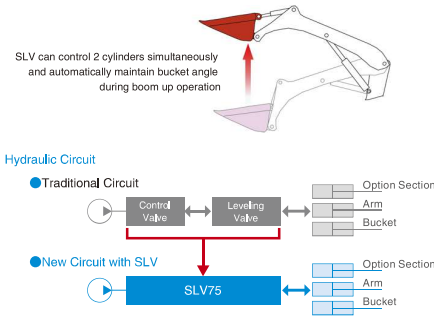 SLV can control 2 cylinders simultaneously
and automatically maintain bucket angle
during boom up operation
Hydraulic Circuit
●Traditional Circuit
Control
Valve
Leveling
Valve
Option Section
Arm
Bucket
●New Circuit with SLV
SLV75
Option Section
Arm
Bucket